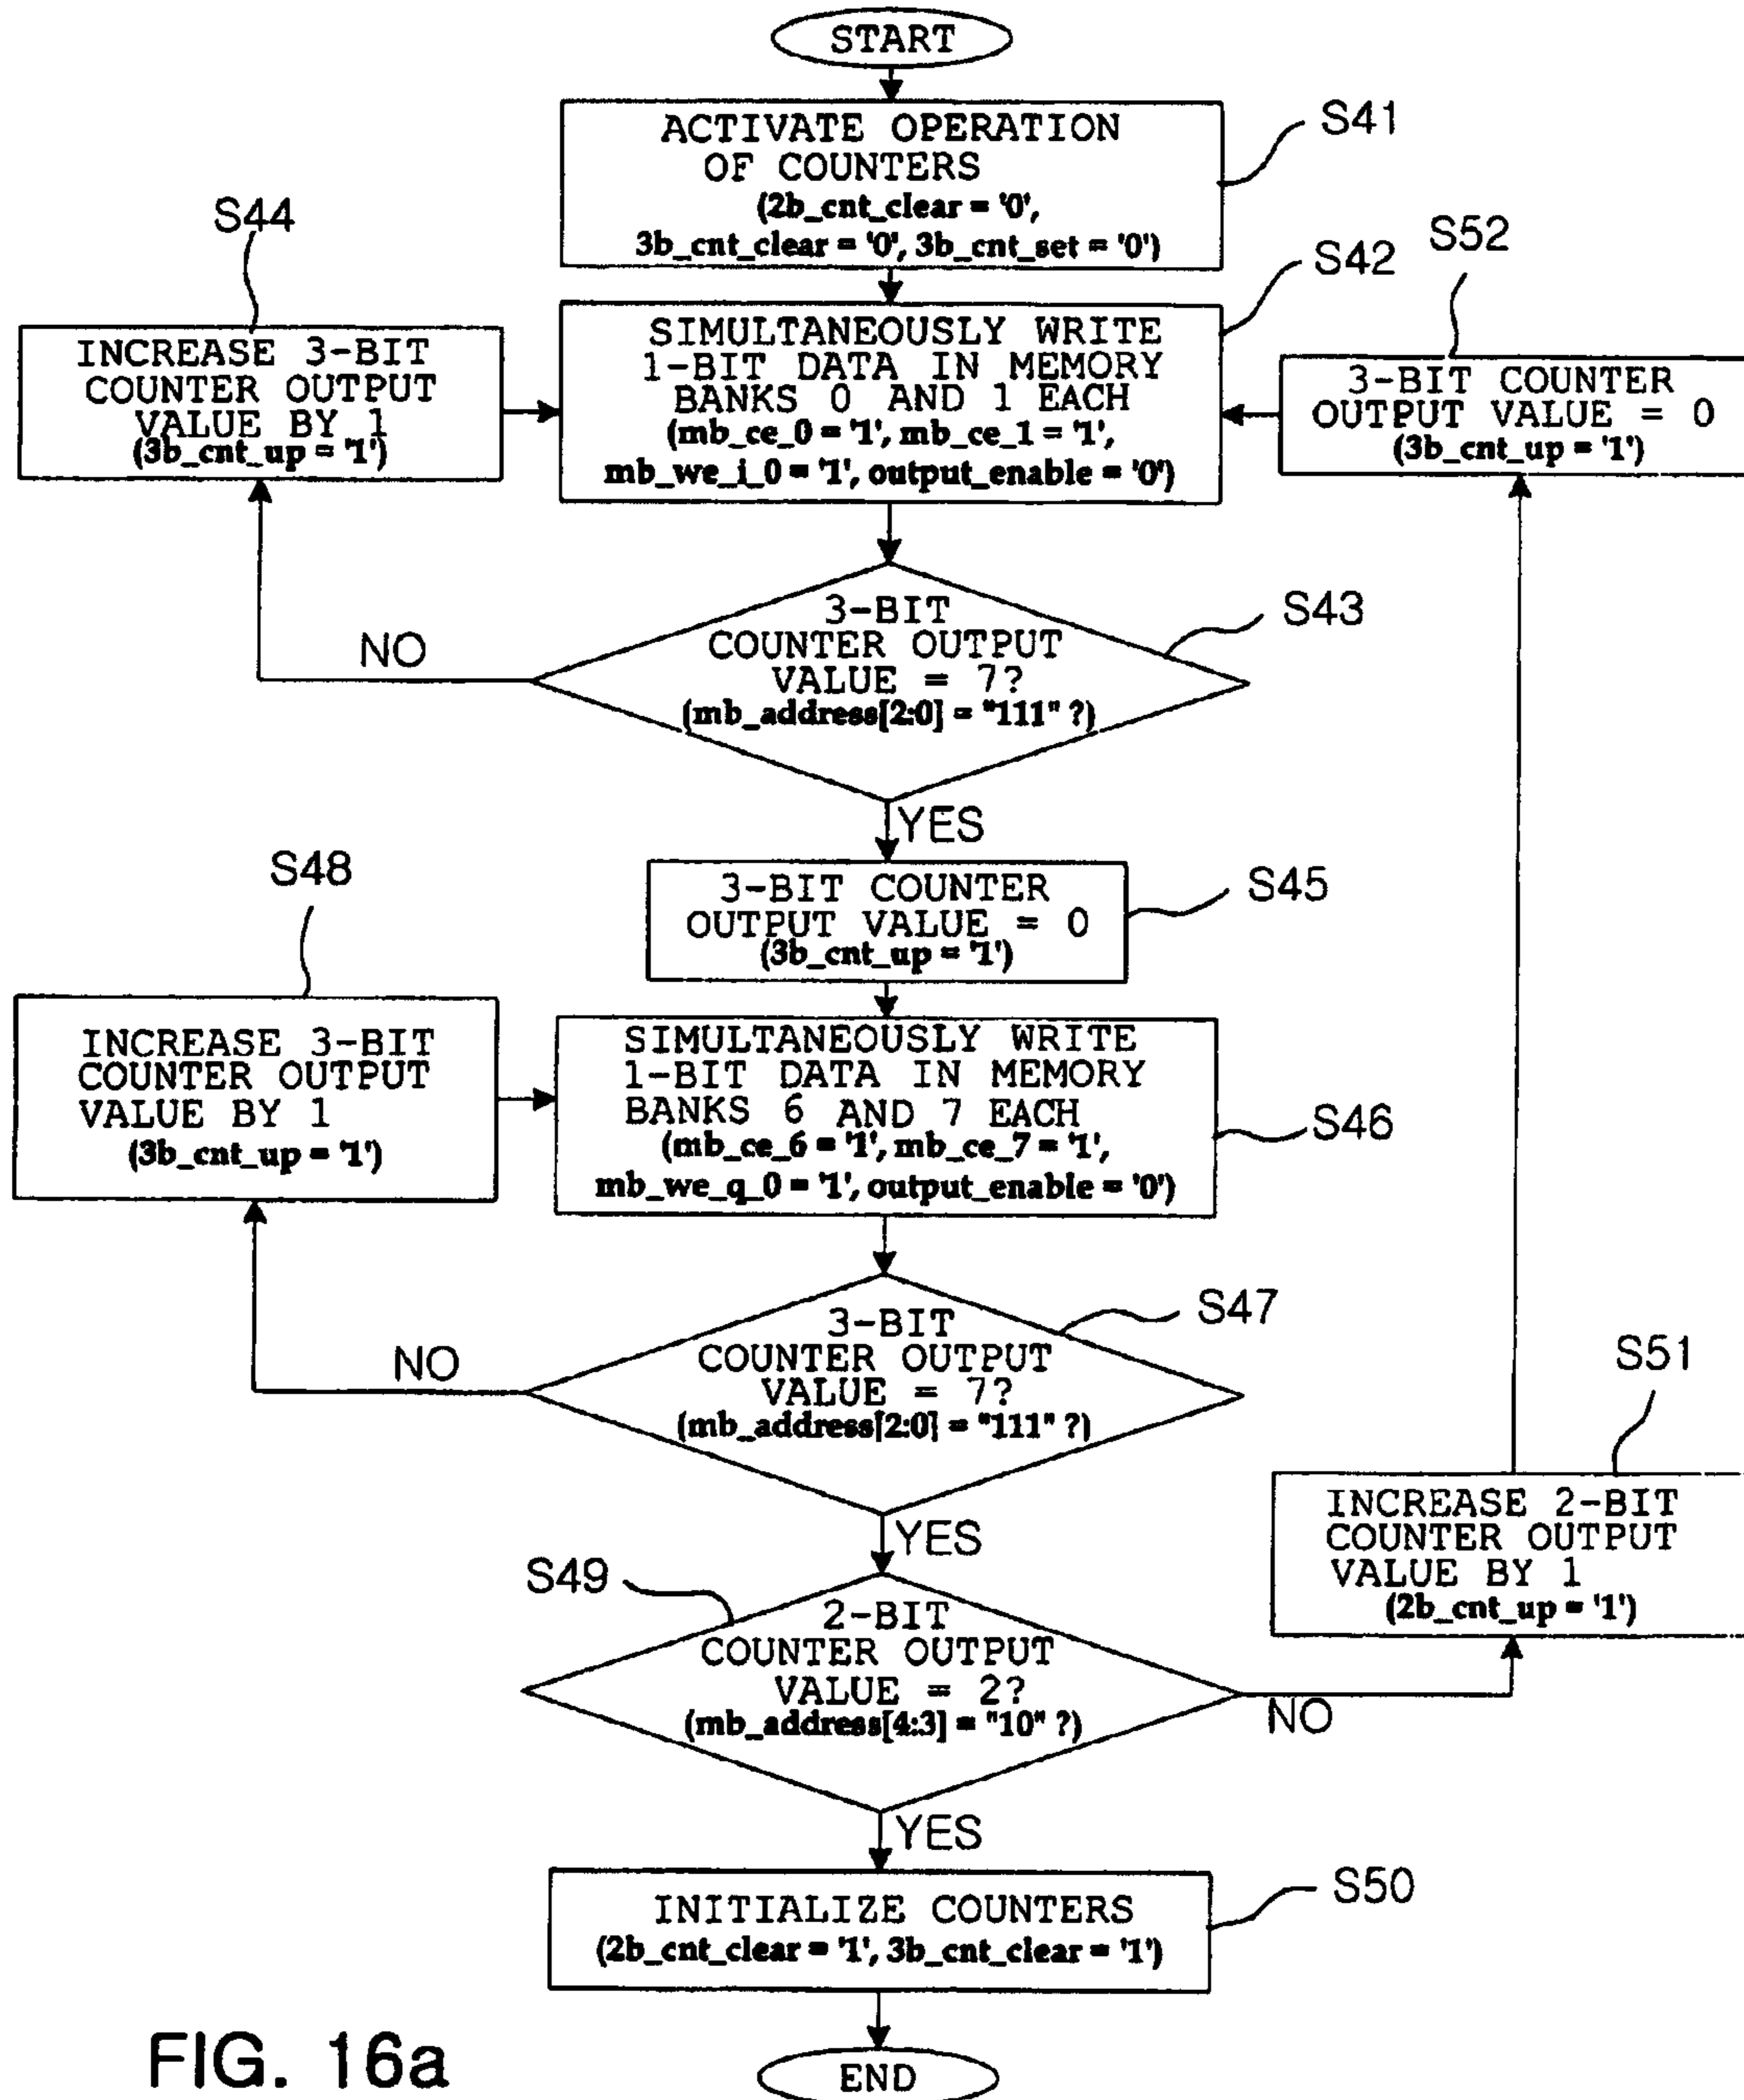 START
ACTIVATE OPERATION
OF COUNTERS
(2b_cnt_clear = '0',
3b_cnt_clear = '0', 3b_cnt_set = '0')
S41
S44
INCREASE 3-BIT
COUNTER OUTPUT
VALUE BY 1
(3b_cnt_up = '1')
SIMULTANEOUSLY WRITE
1-BIT DATA IN MEMORY
BANKS 0 AND 1 EACH
(mb_ce_0 = '1', mb_ce_1 = '1',
mb_we_i_0 = '1', output_enable = '0')
S42
S52
3-BIT COUNTER
OUTPUT VALUE = 0
(3b_cnt_up = '1')
3-BIT
COUNTER OUTPUT
VALUE = 7?
(mb_address[2:0] = "111" ?)
S43
NO
YES
3-BIT COUNTER
OUTPUT VALUE = 0
(3b_cnt_up = '1')
S45
S48
INCREASE 3-BIT
COUNTER OUTPUT
VALUE BY 1
(3b_cnt_up = '1')
SIMULTANEOUSLY WRITE
1-BIT DATA IN MEMORY
BANKS 6 AND 7 EACH
(mb_ce_6 = '1', mb_ce_7 = '1',
mb_we_q_0 = '1', output_enable = '0')
S46
3-BIT
COUNTER OUTPUT
VALUE = 7?
(mb_address[2:0] = "111" ?)
S47
NO
YES
S51
INCREASE 2-BIT
COUNTER OUTPUT
VALUE BY 1
(2b_cnt_up = '1')
S49
2-BIT
COUNTER OUTPUT
VALUE = 2?
(mb_address[4:3] = "10" ?)
NO
YES
INITIALIZE COUNTERS
(2b_cnt_clear = '1', 3b_cnt_clear = '1')
S50
END
FIG. 16a